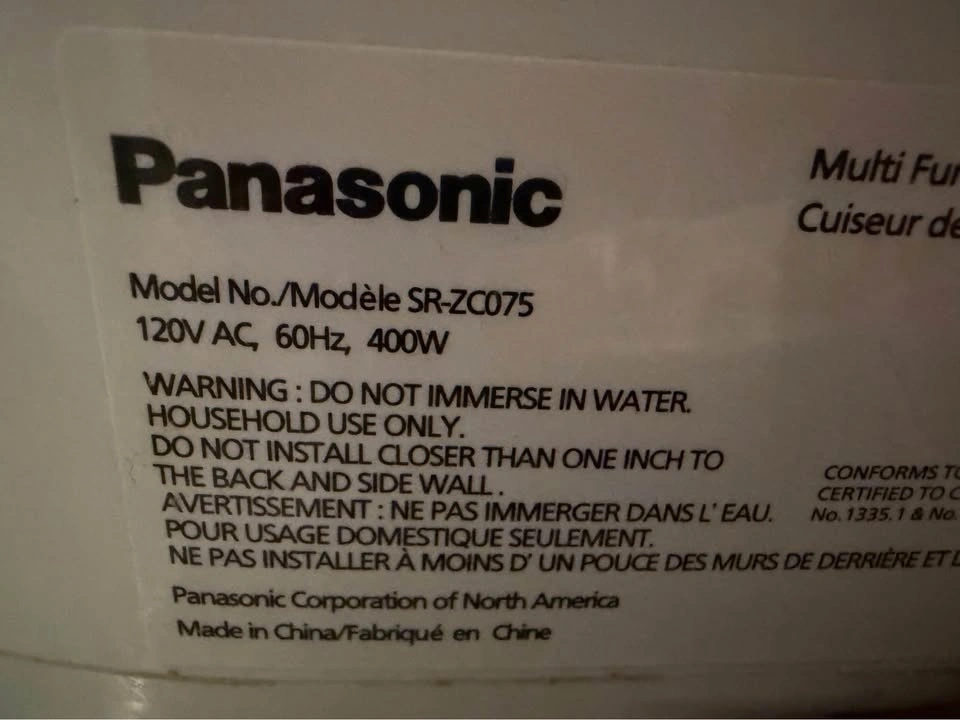 Panasonic
Multi Fu
Cuiseur de
Model No./Modèle SR-ZC075
120V AC, 60Hz, 400W
WARNING : DO NOT IMMERSE IN WATER.
HOUSEHOLD USE ONLY.
DO NOT INSTALL CLOSER THAN ONE INCH TO
THE BACK AND SIDE WALL.
AVERTISSEMENT : NE PAS IMMERGER DANS L' EAU.
POUR USAGE DOMESTIQUE SEULEMENT.
NE PAS INSTALLER À MOINS D' UN POUCE DES MURS DE DERRIÈRE ET
CONFORMS TO
CERTIFIED TO C
No. 1335.1 & No.
Panasonic Corporation of North America
Made in China/Fabriqué en Chine